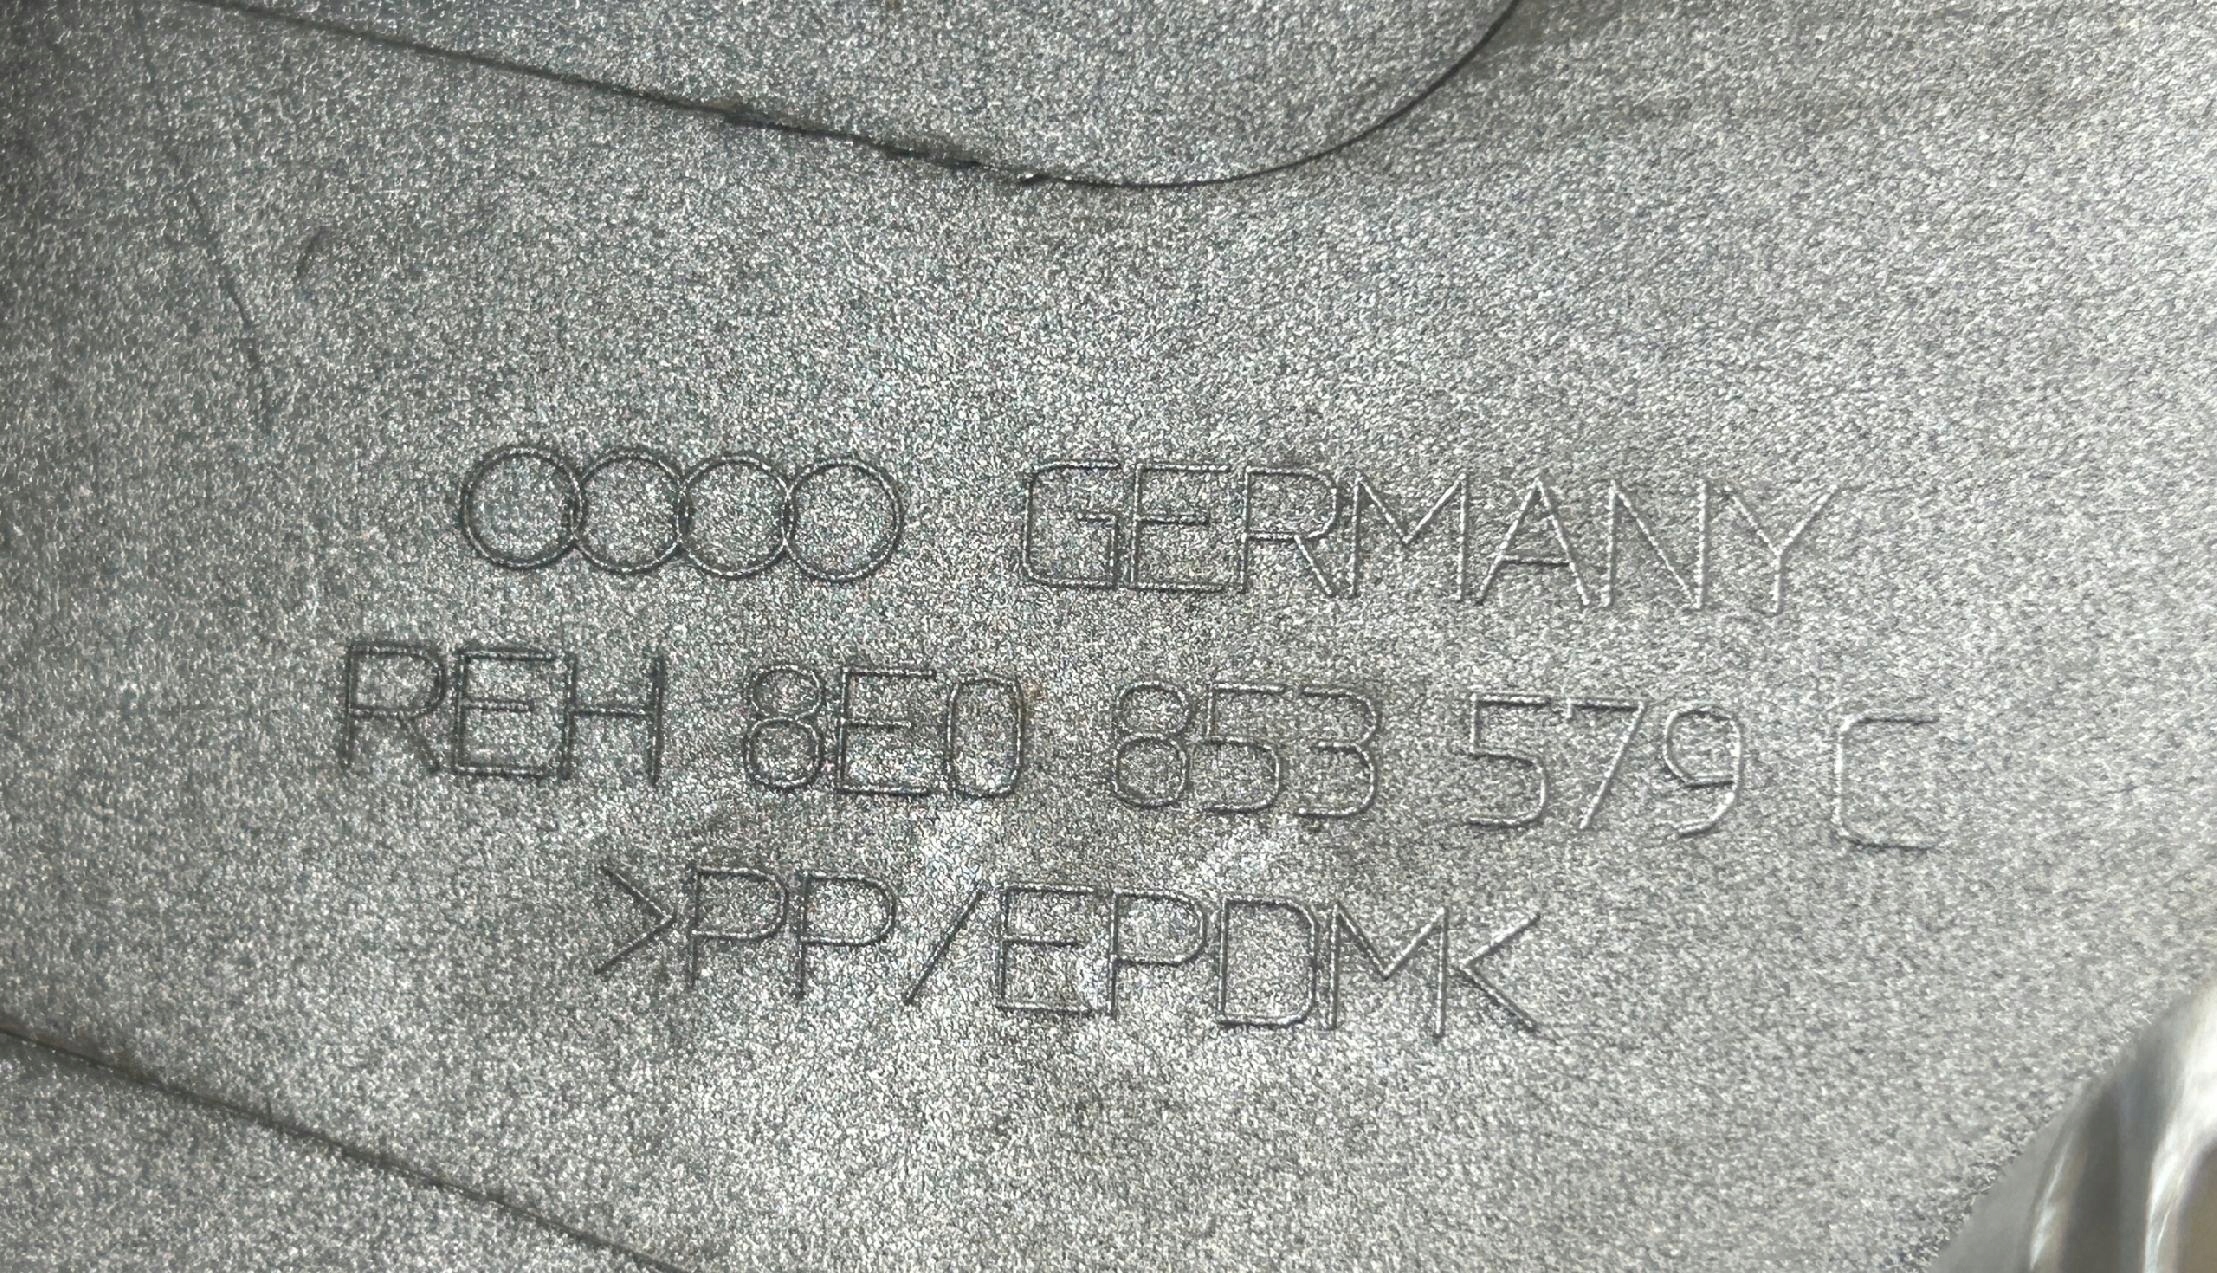 GERMANY
REH 8E0 853 579 C
>PP/EPDM<